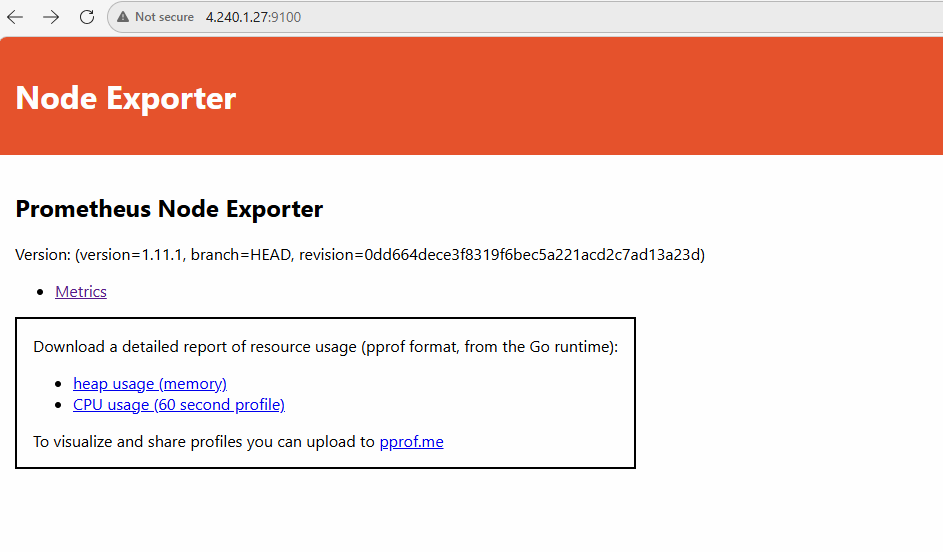 Not secure 4.240.1.27:9100
Node Exporter
Prometheus Node Exporter
Version: (version=1.11.1, branch=HEAD, revision=0dd664dece3f8319f6bec5a221acd2c7ad13a23d)
Metrics
Download a detailed report of resource usage (pprof format, from the Go runtime):
heap usage (memory)
CPU usage (60 second profile)
To visualize and share profiles you can upload to pprof.me